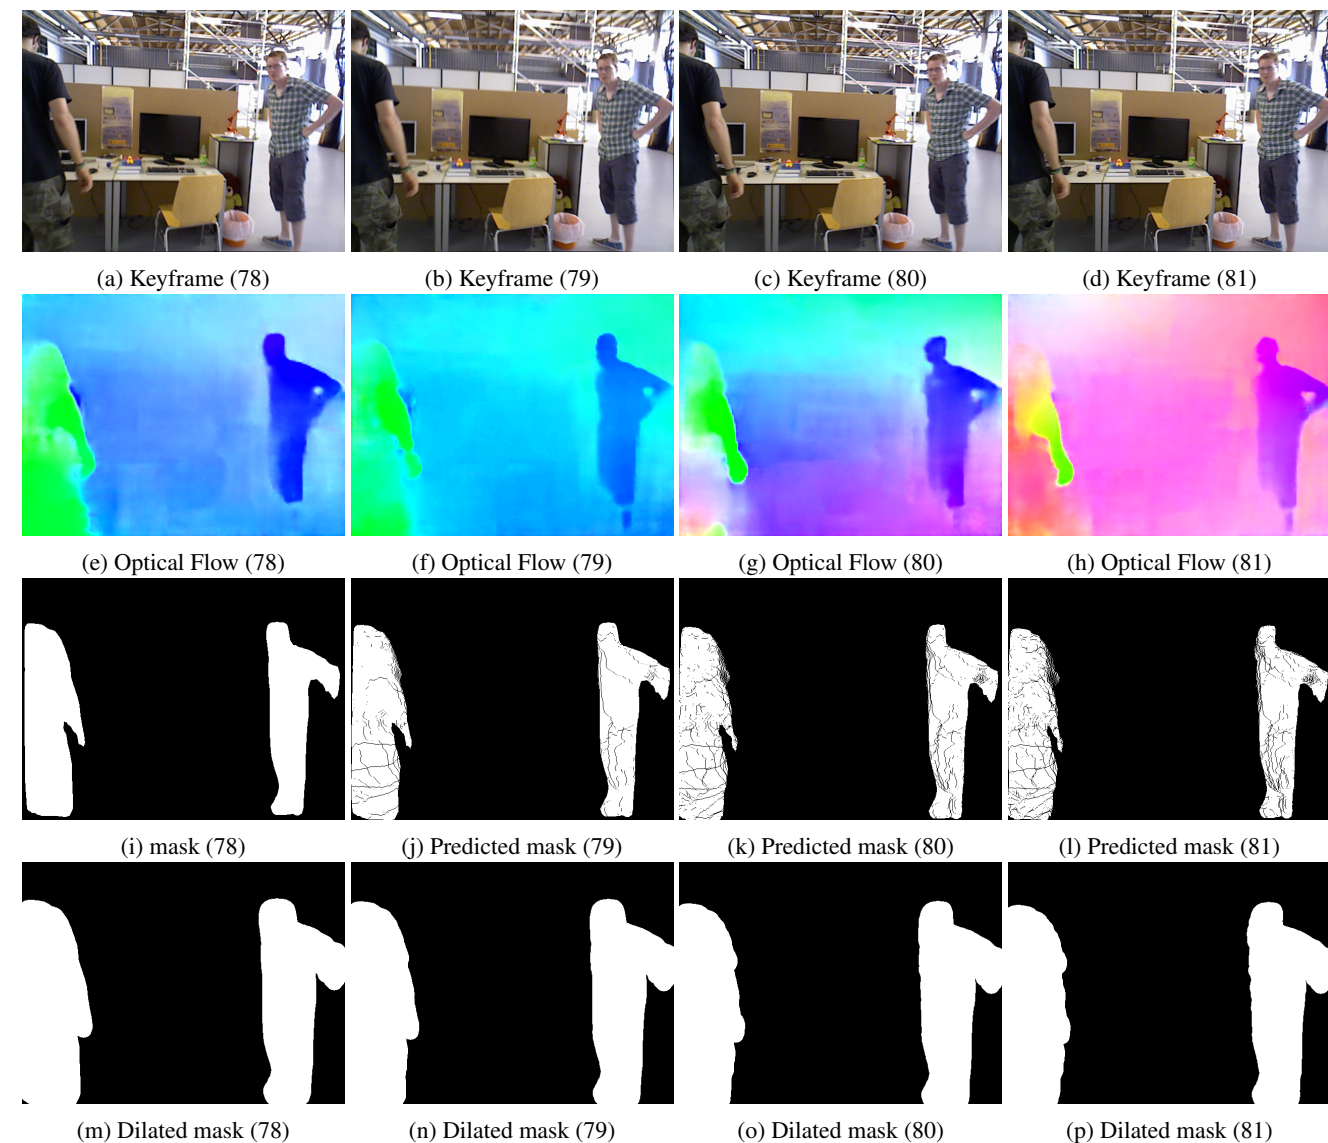 (a) Keyframe (78) (b) Keyframe (79) (c) Keyframe (80) (d) Keyframe (81)
(e) Optical Flow (78) (f) Optical Flow (79) (g) Optical Flow (80) (h) Optical Flow (81)
(i) mask (78) (j) Predicted mask (79) (k) Predicted mask (80) (l) Predicted mask (81)
(m) Dilated mask (78) (n) Dilated mask (79) (o) Dilated mask (80) (p) Dilated mask (81)